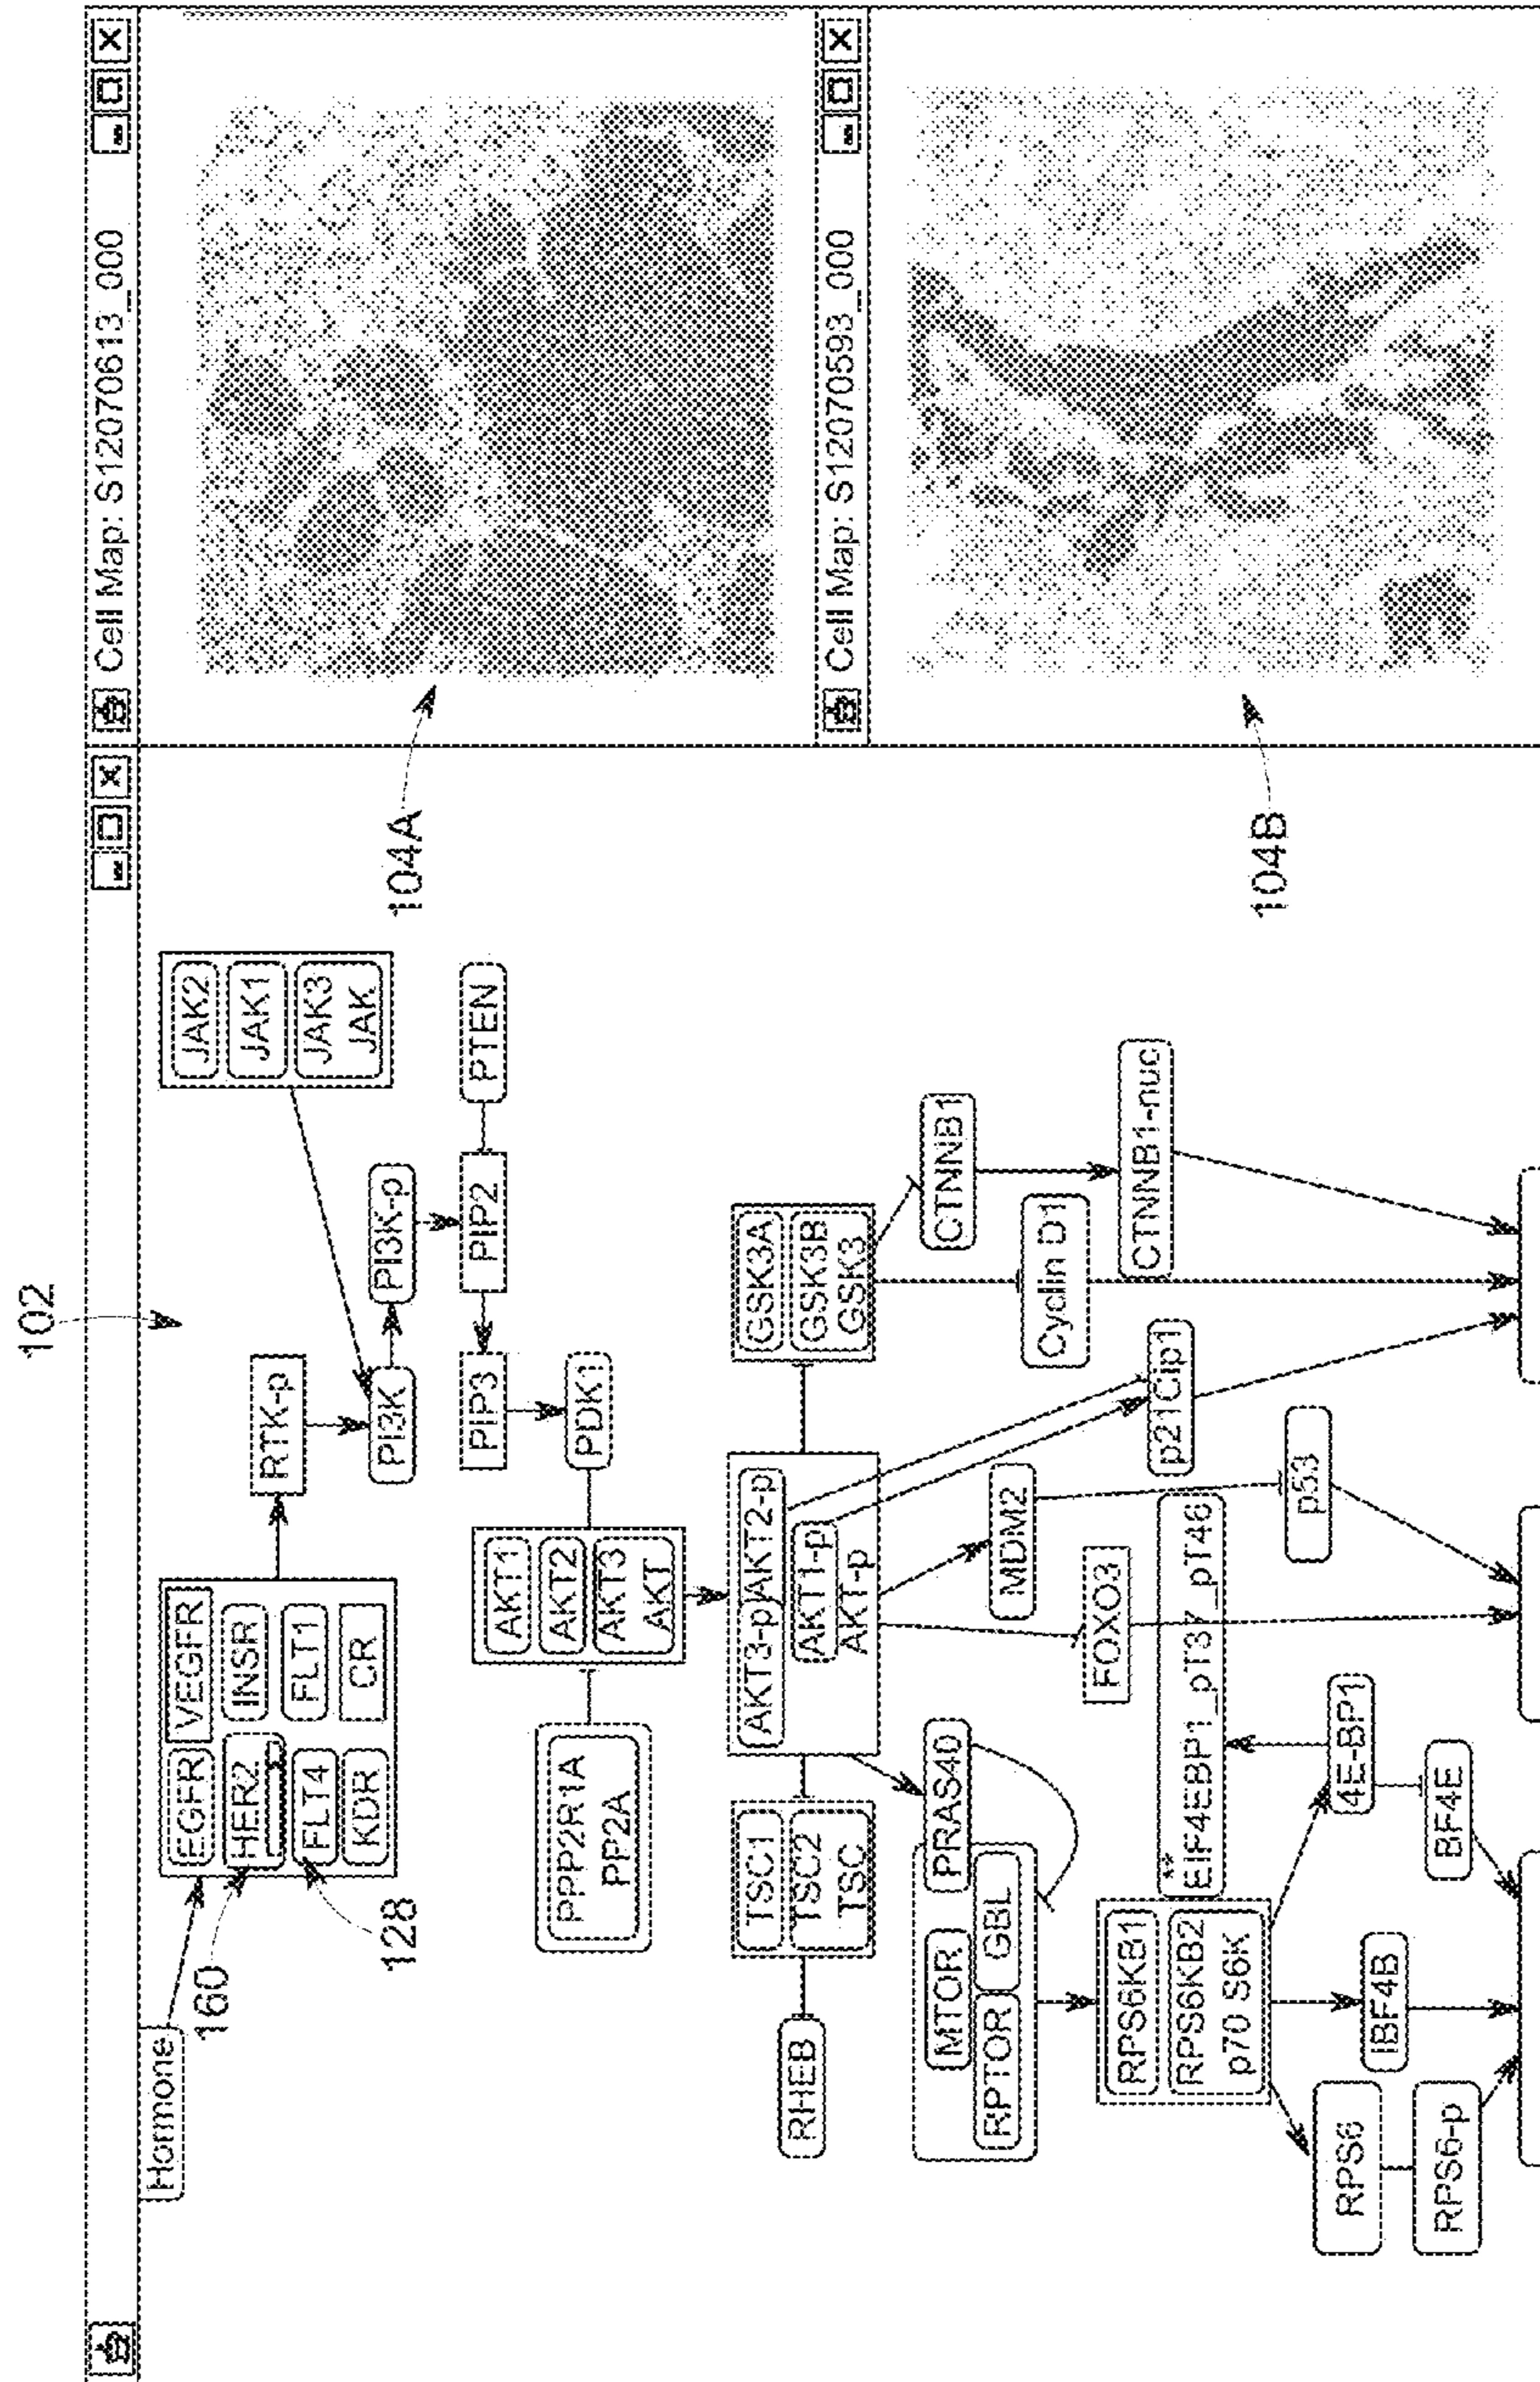 102
Hormone
160
128
EGFR
VEGFR
HER2
INSR
FLT4
FLT1
KDR
CR
RTK-p
JAK2
JAK1
JAK3
JAK
PI3K
PI3K-p
PIP3
PIP2
PTEN
PDK1
PPP2R1A
PP2A
AKT1
AKT2
AKT3
AKT
RHEB
TSC1
TSC2
TSC
AKT3-p
AKT2-p
AKT1-p
AKT-p
GSK3A
GSK3B
GSK3
MTOR
PRAS40
RPTOR
GBL
MDM2
CTNNB1
Cyclin D1
RPS6KB1
RPS6KB2
p70 S6K
FOXO3
**
EIF4EBP1_pT37_pT46
p21Cip1
CTNNB1-nuc
RPS6
IBF4B
4E-BP1
p53
RPS6-p
BF4E
Cell Map: S12070613_000
104A
Cell Map: S12070593_000
104B